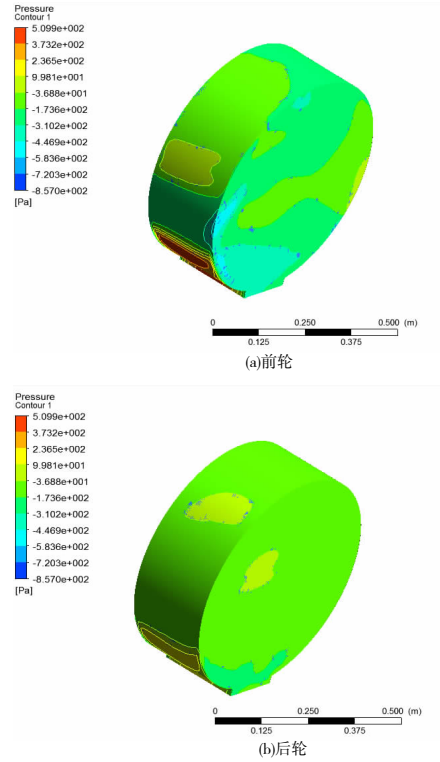 Pressure
Contour 1
5.099e+002
3.732e+002
2.365e+002
9.981e+001
-3.688e+001
-1.736e+002
-3.102e+002
-4.469e+002
-5.836e+002
-7.203e+002
-8.570e+002
[Pa]
0 0.250 0.500 (m)
0.125 0.375
(a)前轮
Pressure
Contour 1
5.099e+002
3.732e+002
2.365e+002
9.981e+001
-3.688e+001
-1.736e+002
-3.102e+002
-4.469e+002
-5.836e+002
-7.203e+002
-8.570e+002
[Pa]
0 0.250 0.500 (m)
0.125 0.375
(b)后轮